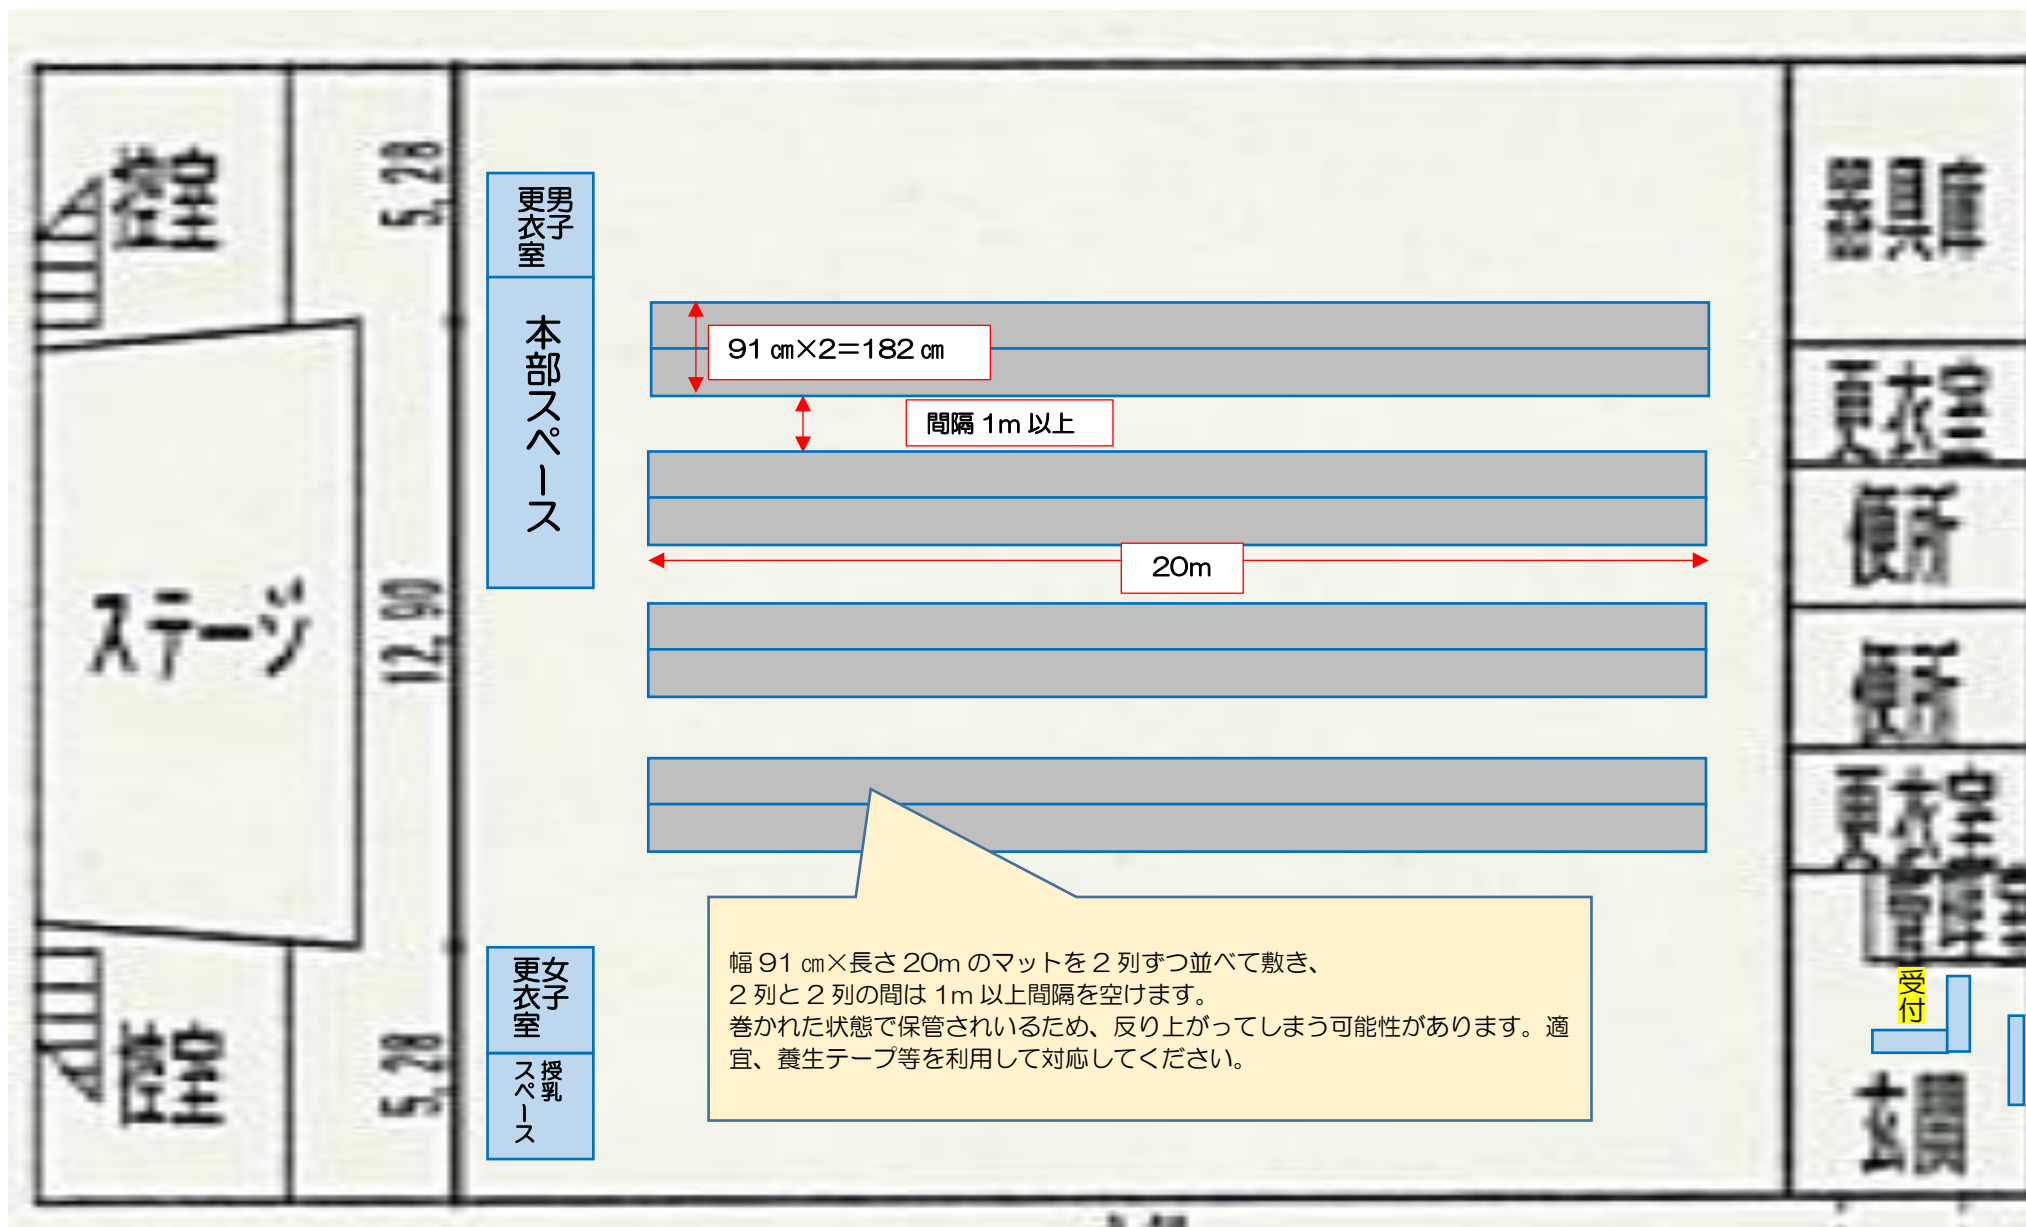 控室
5.28
ステージ
12.90
控室
5.28
男子
更衣室
本部スペース
女子
更衣室
授乳
スペース
91㎝×2=182㎝
間隔1m以上
20m
幅91㎝×長さ20mのマットを2列ずつ並べて敷き、
2列と2列の間は1m以上間隔を空けます。
巻かれた状態で保管されいるため、反り上がってしまう可能性があります。適
宜、養生テープ等を利用して対応してください。
器具庫
更衣室
便所
便所
更衣室
管理室
受付
玄関